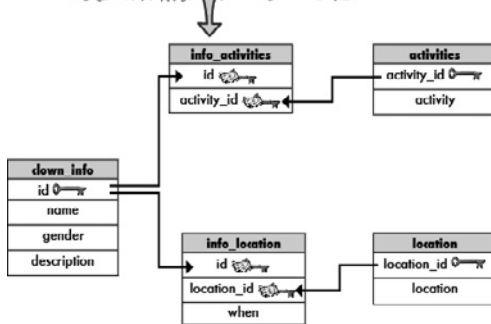 info_activities
id
activity_id
activities
activity_id
activity
clown_info
id
name
gender
description
info_location
id
location_id
when
location
location_id
location